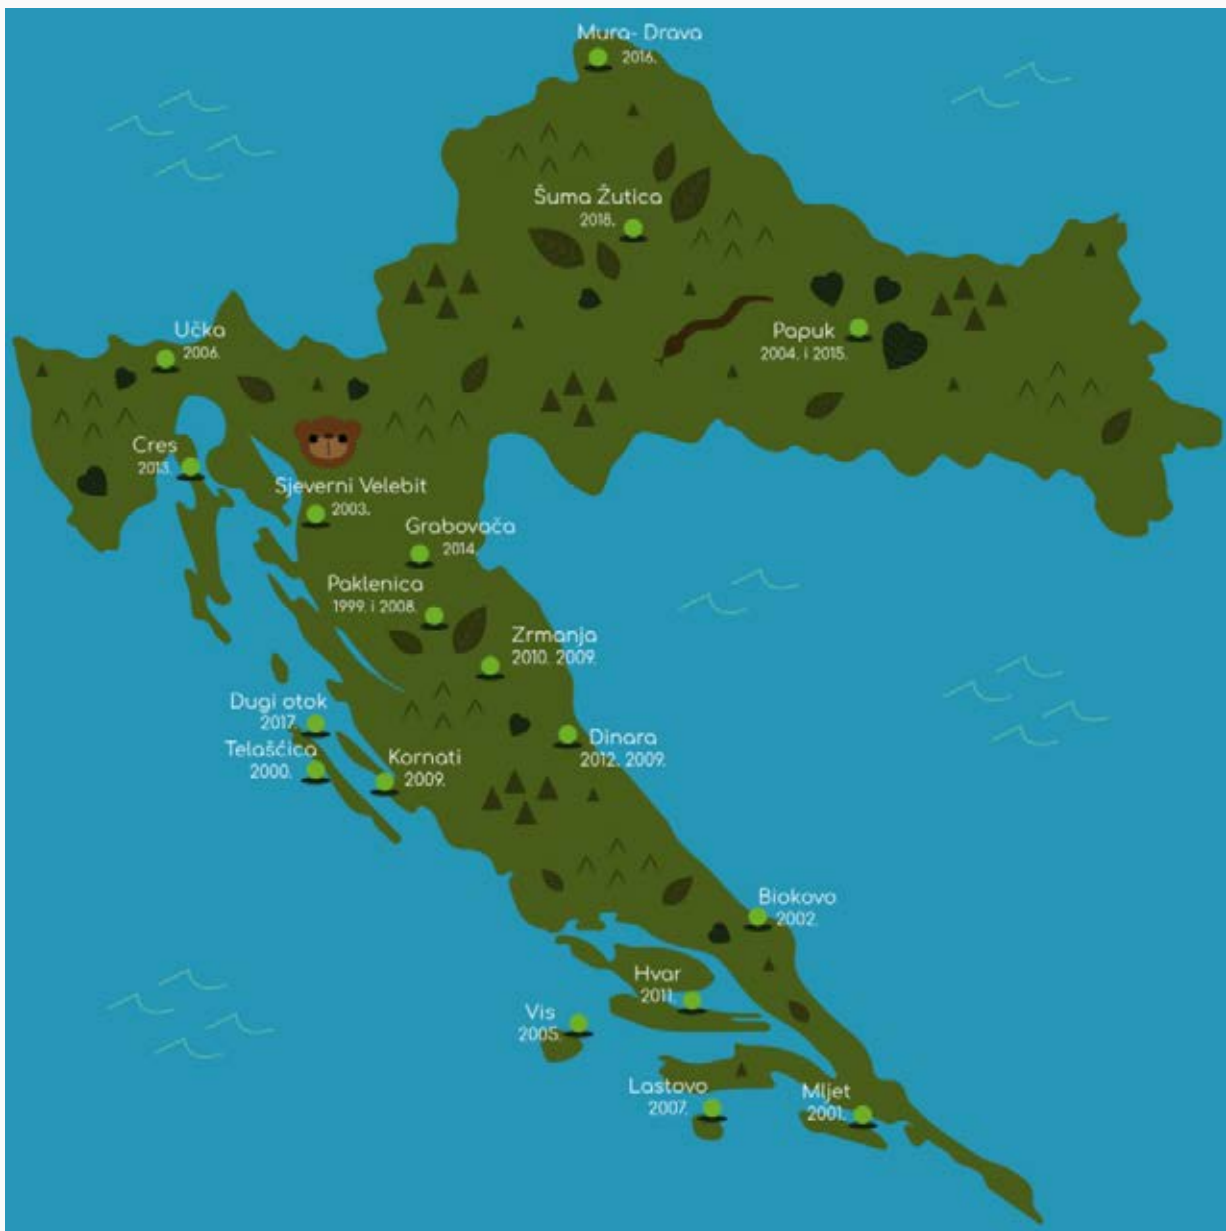 Mura- Drava
2016.
Šuma Žutica
2018.
Učka
2006.
Papuk
2004. i 2015.
Cres
2013.
Sjeverni Velebit
2003.
Grabovača
2014.
Paklenica
1999. i 2008.
Zrmanja
2010. 2009.
Dugi otok
2017.
Telašćica
2000.
Kornati
2009.
Dinara
2012. 2009.
Biokovo
2002.
Hvar
2011.
Vis
2005.
Lastovo
2007.
Mljet
2001.